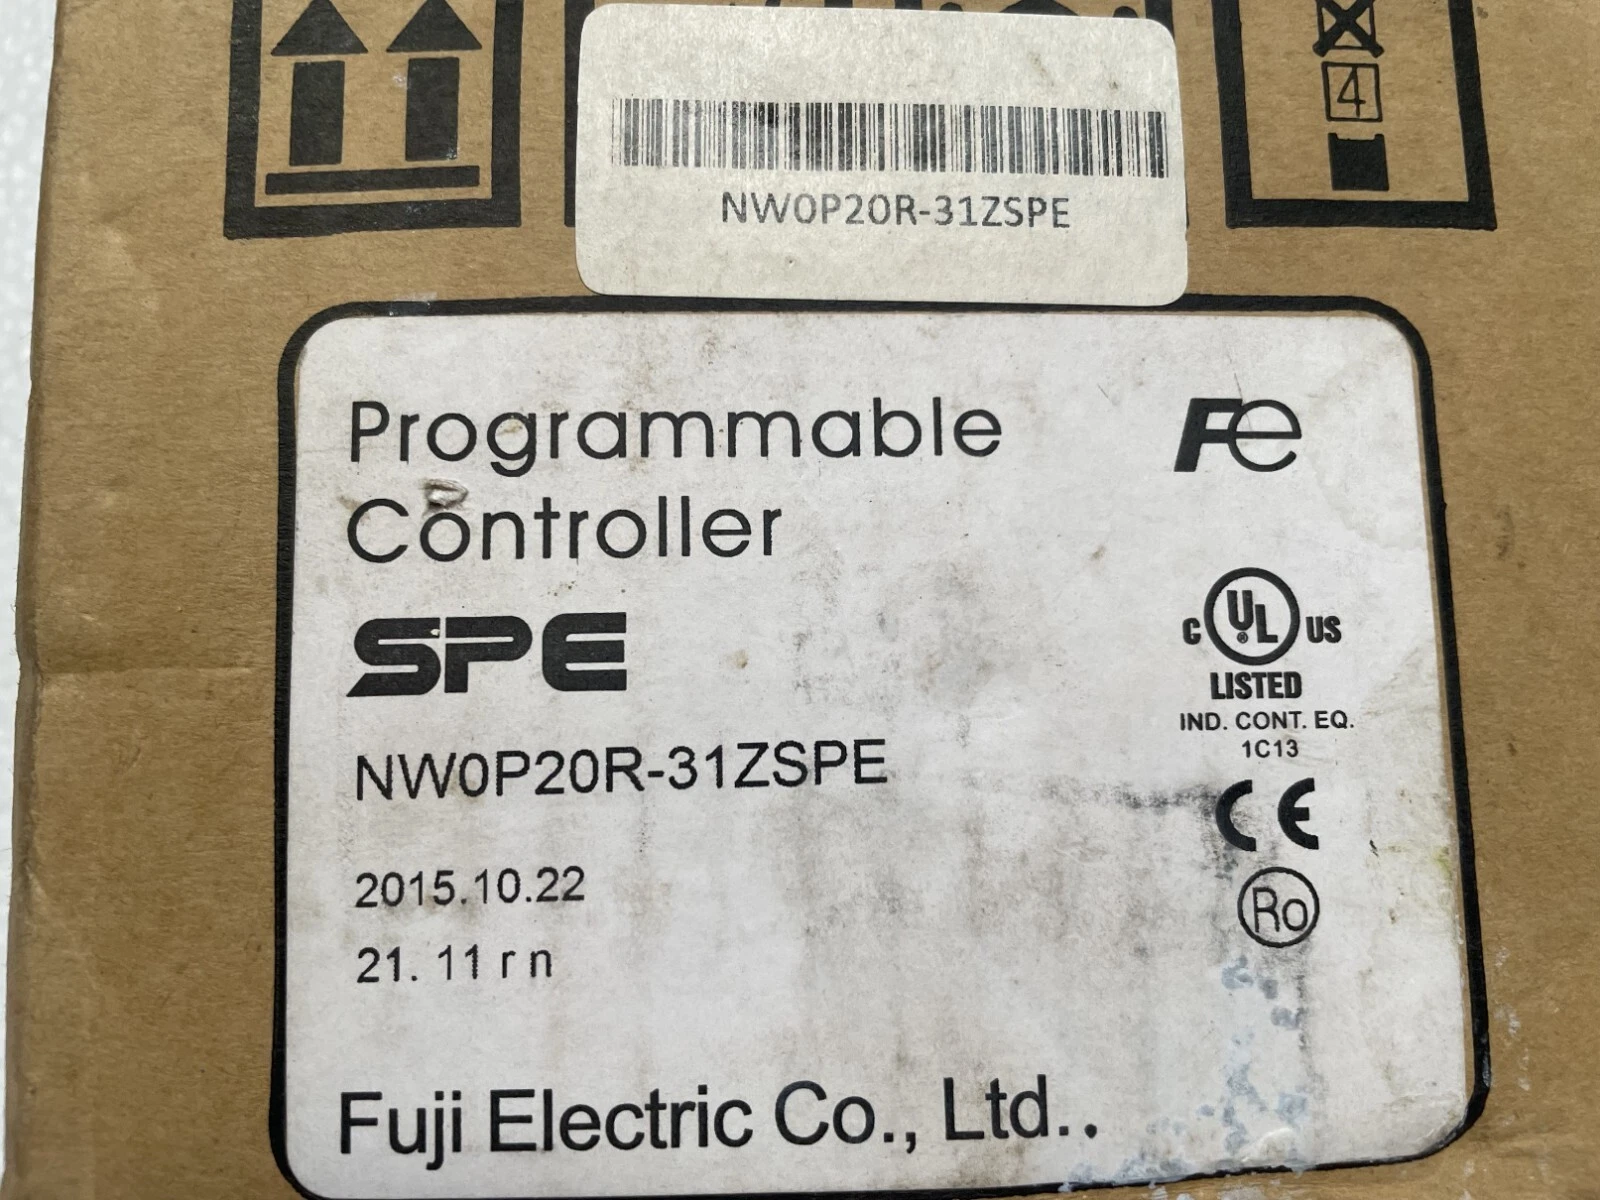 4
NW0P20R-31ZSPE
Programmable
Fe
Controller
SPE
C UL ® US
LISTED
IND. CONT. EQ.
1C13
NW0P20R-31ZSPE
CE
2015.10.22
Ro
21. 11 r n
Fuji Electric Co., Ltd..